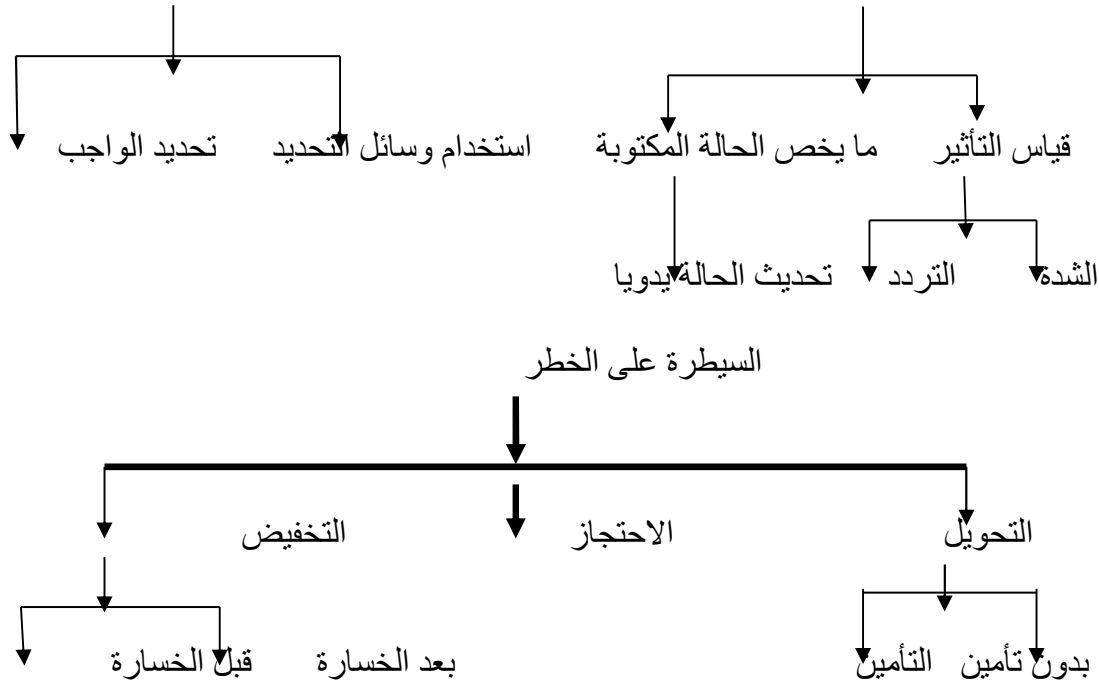 قياس التأثير ما يخص الحالة المكتوبة استخدام وسائل التحديد تحديد الواجب
الشدة التردد تحديث الحالة يدويا
السيطرة على الخطر
التحويل الاحتجاز التخفيض
بدون تأمين التأمين بعد الخسارة قبل الخسارة